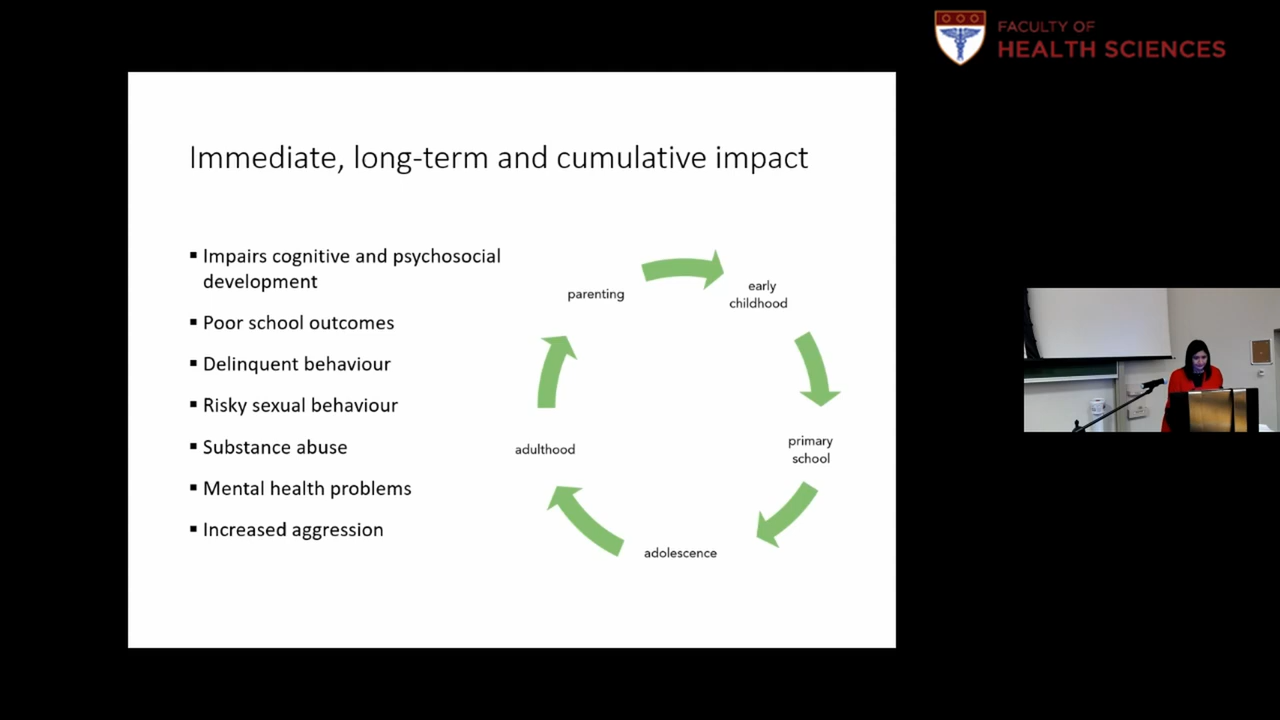 FACULTY OF
HEALTH SCIENCES
Immediate, long-term and cumulative impact
▪ Impairs cognitive and psychosocial
development
▪ Poor school outcomes
▪ Delinquent behaviour
▪ Risky sexual behaviour
▪ Substance abuse
▪ Mental health problems
▪ Increased aggression
parenting
early
childhood
primary
school
adolescence
adulthood